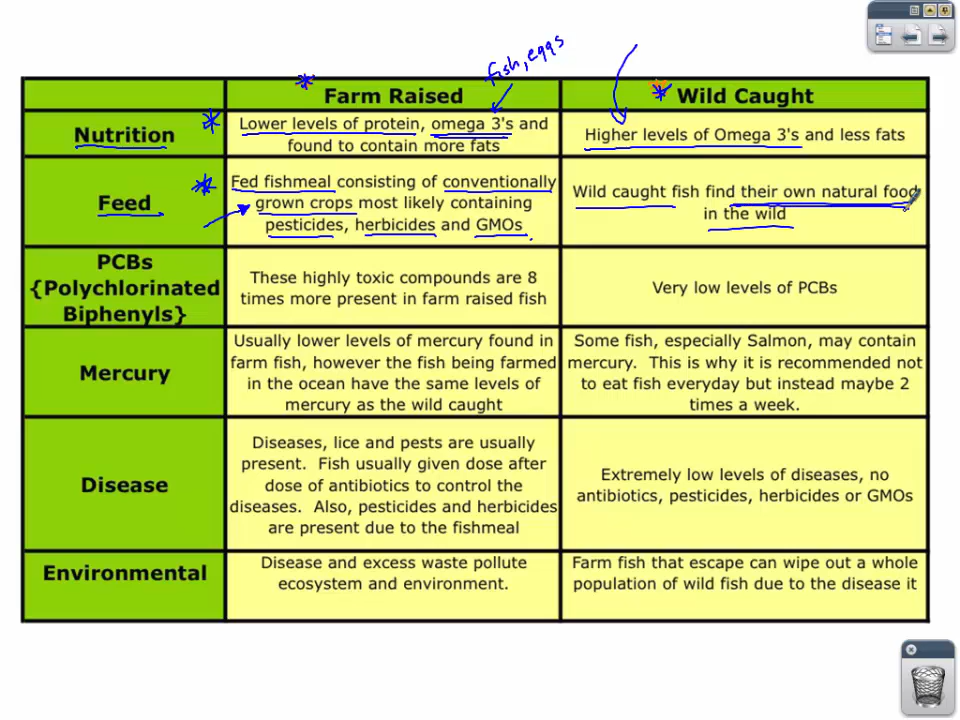 fish, eggs
Farm Raised
Wild Caught
Nutrition
Lower levels of protein, omega 3's and
found to contain more fats
Higher levels of Omega 3's and less fats
Feed
Fed fishmeal consisting of conventionally
grown crops most likely containing
pesticides, herbicides and GMOs
Wild caught fish find their own natural food
in the wild
PCBs
{Polychlorinated
Biphenyls}
These highly toxic compounds are 8
times more present in farm raised fish
Very low levels of PCBs
Mercury
Usually lower levels of mercury found in
farm fish, however the fish being farmed
in the ocean have the same levels of
mercury as the wild caught
Some fish, especially Salmon, may contain
mercury. This is why it is recommended not
to eat fish everyday but instead maybe 2
times a week.
Disease
Diseases, lice and pests are usually
present. Fish usually given dose after
dose of antibiotics to control the
diseases. Also, pesticides and herbicides
are present due to the fishmeal
Extremely low levels of diseases, no
antibiotics, pesticides, herbicides or GMOs
Environmental
Disease and excess waste pollute
ecosystem and environment.
Farm fish that escape can wipe out a whole
population of wild fish due to the disease it